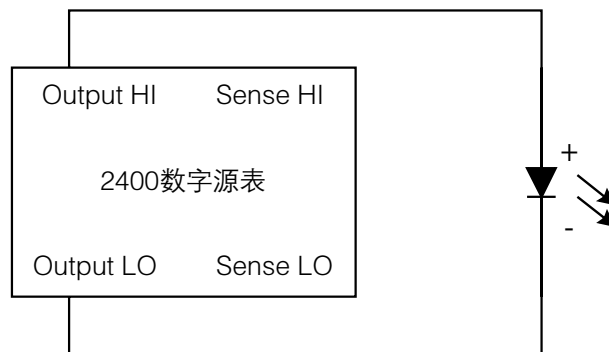 Output HI Sense HI
+
2400数字源表
-
Output LO Sense LO